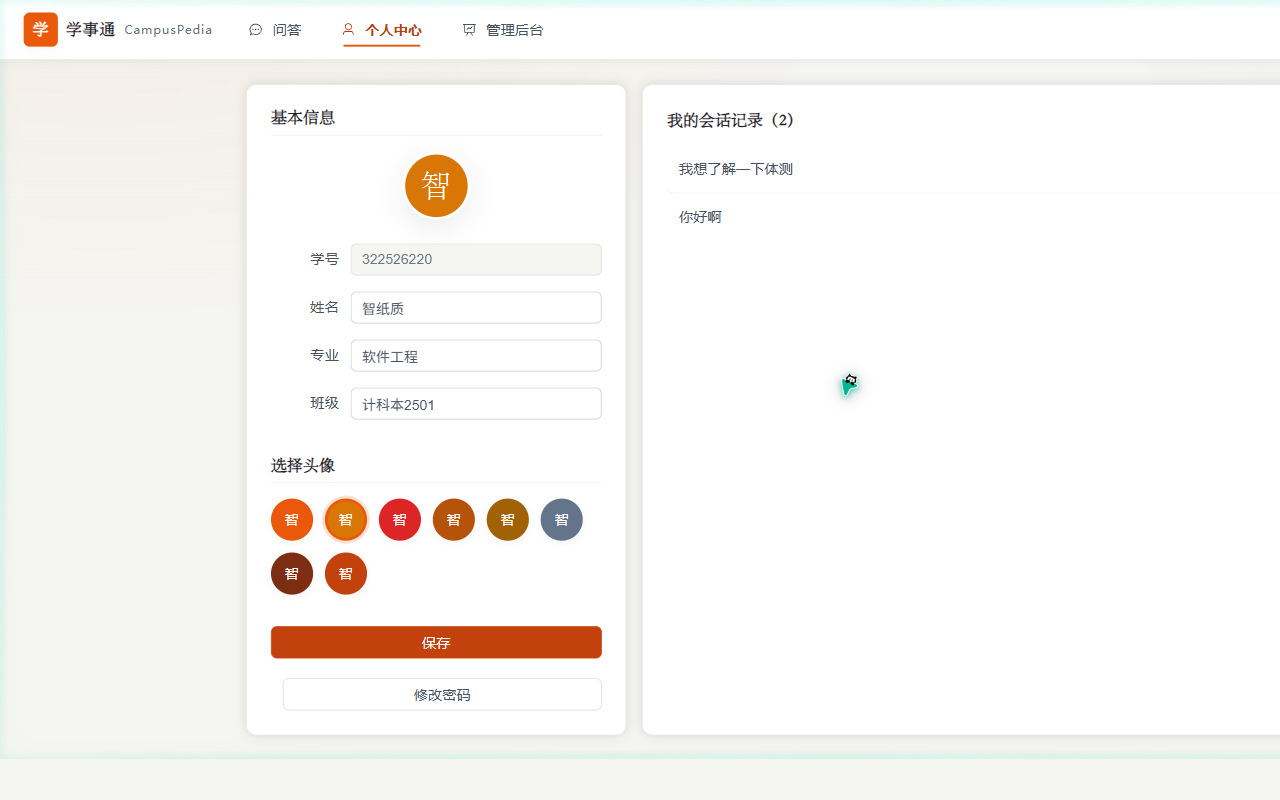 学 学事通 CampusPedia 问答 个人中心 管理后台
基本信息
智
学号 322526220
姓名 智纸质
专业 软件工程
班级 计科本2501
选择头像
智 智 智 智 智 智
智 智
保存
修改密码
我的会话记录（2）
我想了解一下体测
你好啊